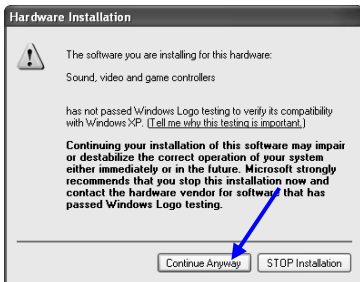 Hardware Installation
The software you are installing for this hardware:
Sound, video and game controllers
has not passed Windows Logo testing to verify its compatibility
with Windows XP. (Tell me why this testing is important.)
Continuing your installation of this software may impair
or destabilize the correct operation of your system
either immediately or in the future. Microsoft strongly
recommends that you stop this installation now and
contact the hardware vendor for software that has
passed Windows Logo testing.
Continue Anyway
STOP Installation